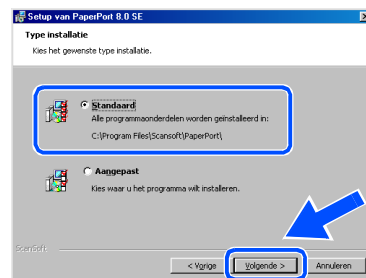 Setup van PaperPort 8.0 SE
Type installatie
Kies het gewenste type installatie.
Standaard
Alle programmaonderdelen worden geïnstalleerd in:
C:\Program Files\Scansoft\PaperPort\
Aangepast
Kies waar u het programma wilt installeren.
ScanSoft
< Vorige
Volgende >
Annuleren